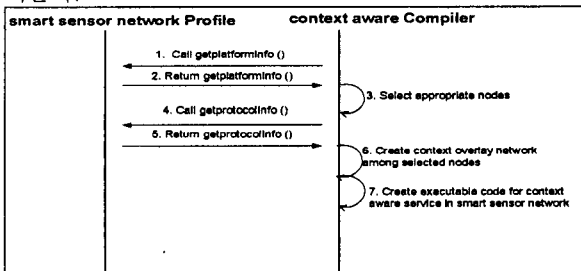 smart sensor network Profile
context aware Compiler
1. Call getplatforminfo ()
2. Return getplatforminfo ()
3. Select appropriate nodes
4. Call getprotocolinfo ()
5. Return getprotocolinfo ()
6. Create context overlay network
among selected nodes
7. Create executable code for context
aware service in smart sensor network